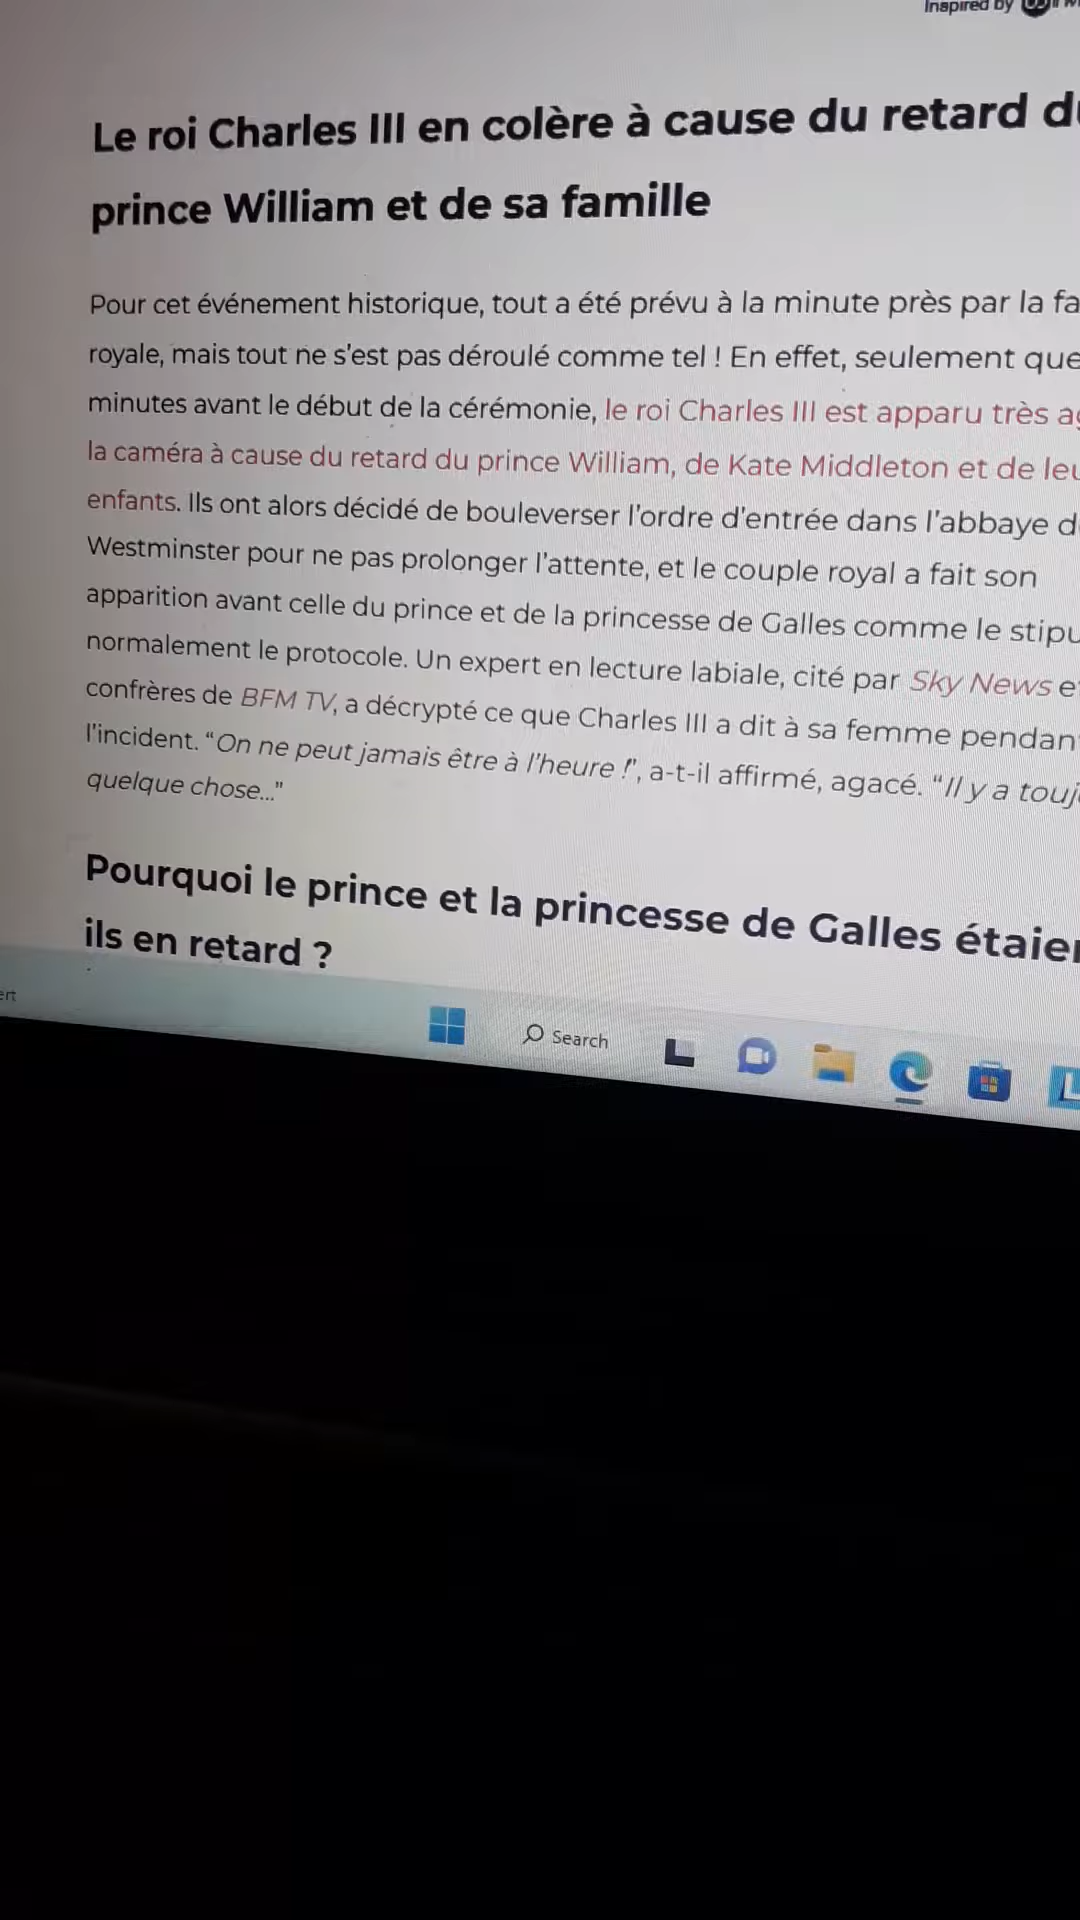 Inspired by
Le roi Charles III en colère à cause du retard
prince William et de sa famille
Pour cet événement historique, tout a été prévu à la minute près par la
royale, mais tout ne s'est pas déroulé comme tel ! En effet, seulement
minutes avant le début de la cérémonie, le roi Charles III est apparu très
la caméra à cause du retard du prince William, de Kate Middleton et de
enfants. Ils ont alors décidé de bouleverser l'ordre d'entrée dans l'abbaye
Westminster pour ne pas prolonger l'attente, et le couple royal a fait son
apparition avant celle du prince et de la princesse de Galles comme le
normalement le protocole. Un expert en lecture labiale, cité par Sky News
confrères de BFM TV, a décrypté ce que Charles III a dit à sa femme
l'incident. “On ne peut jamais être à l'heure !”, a-t-il affirmé, agacé. “Il y a
quelque chose..."
Pourquoi le prince et la princesse de Galles
ils en retard ?
Search